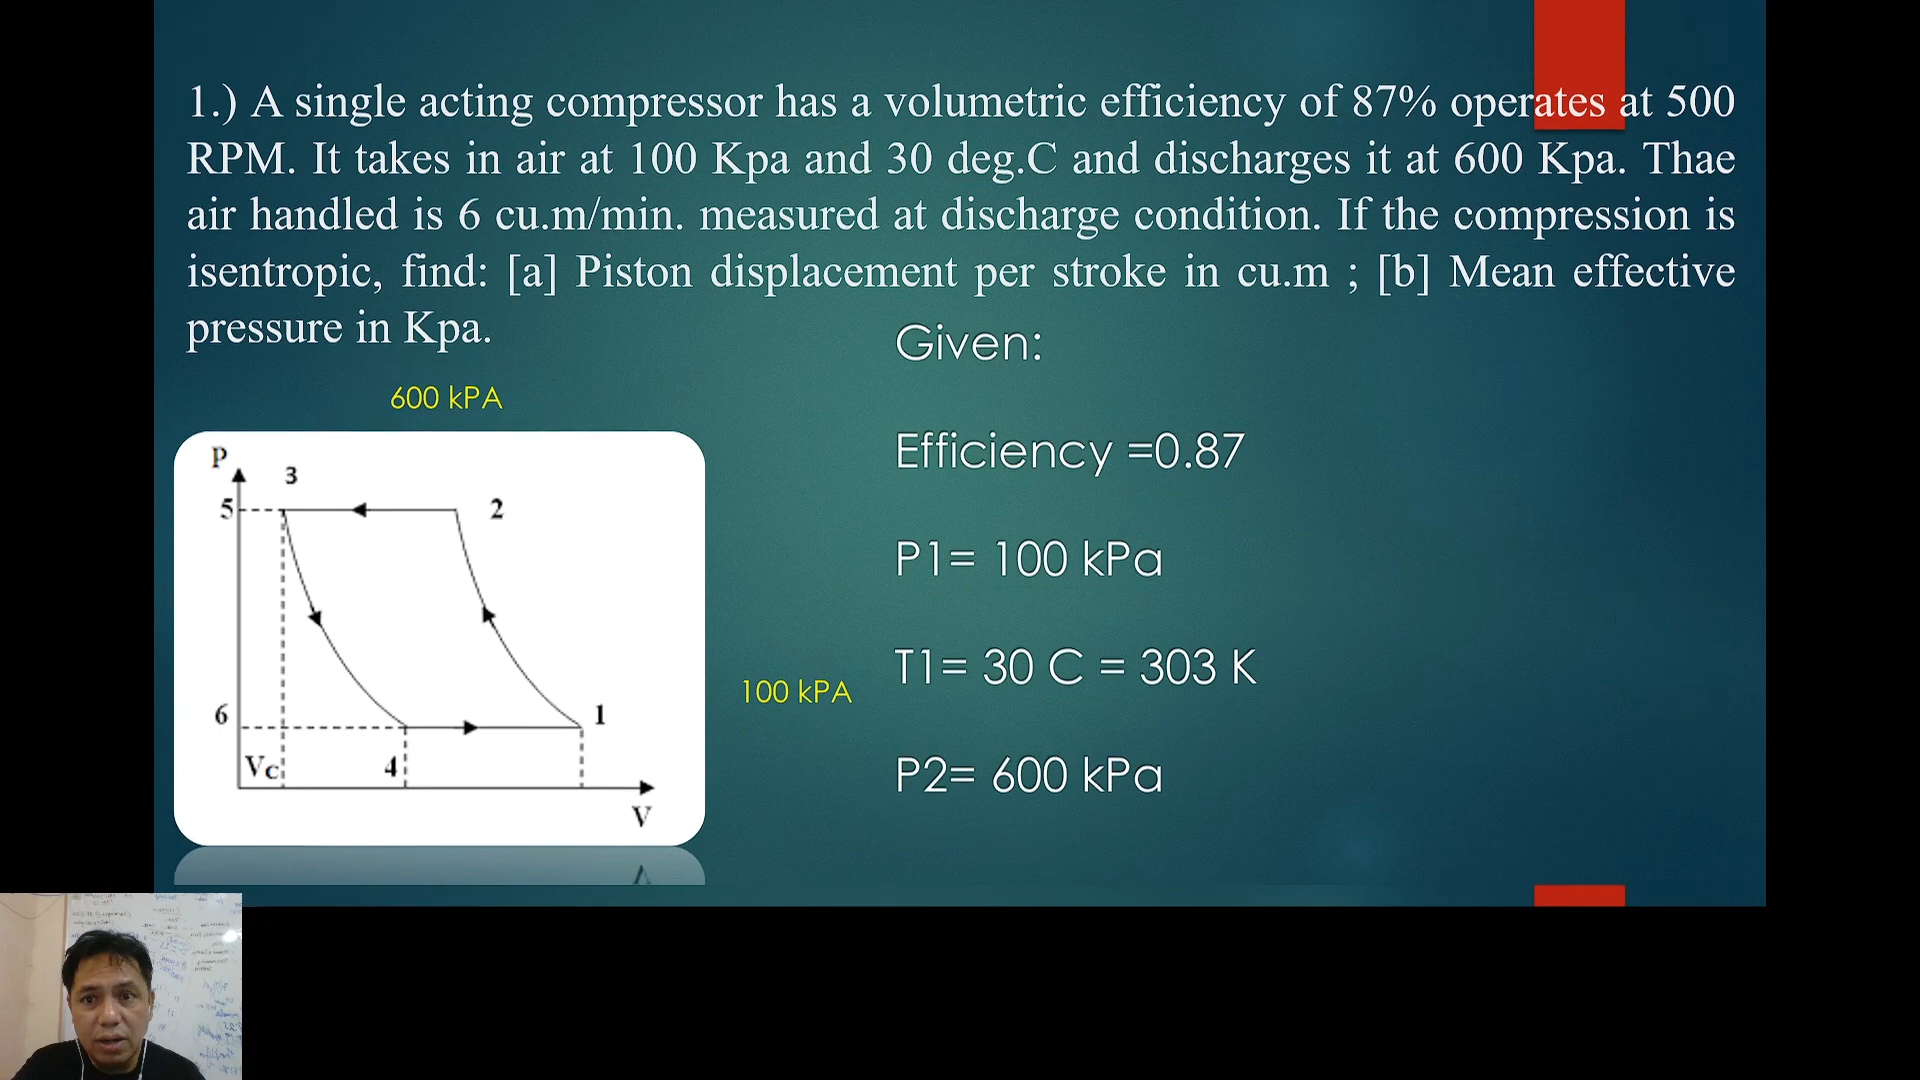 1.) A single acting compressor has a volumetric efficiency of 87% operates at 500
RPM. It takes in air at 100 Kpa and 30 deg.C and discharges it at 600 Kpa. Thae
air handled is 6 cu.m/min. measured at discharge condition. If the compression is
isentropic, find: [a] Piston displacement per stroke in cu.m ; [b] Mean effective
pressure in Kpa.
Given:
600 kPA
Efficiency =0.87
P1= 100 kPa
T1= 30 C = 303 K
100 kPA
P2= 600 kPa
P
3
5
2
6
1
Vc
4
V